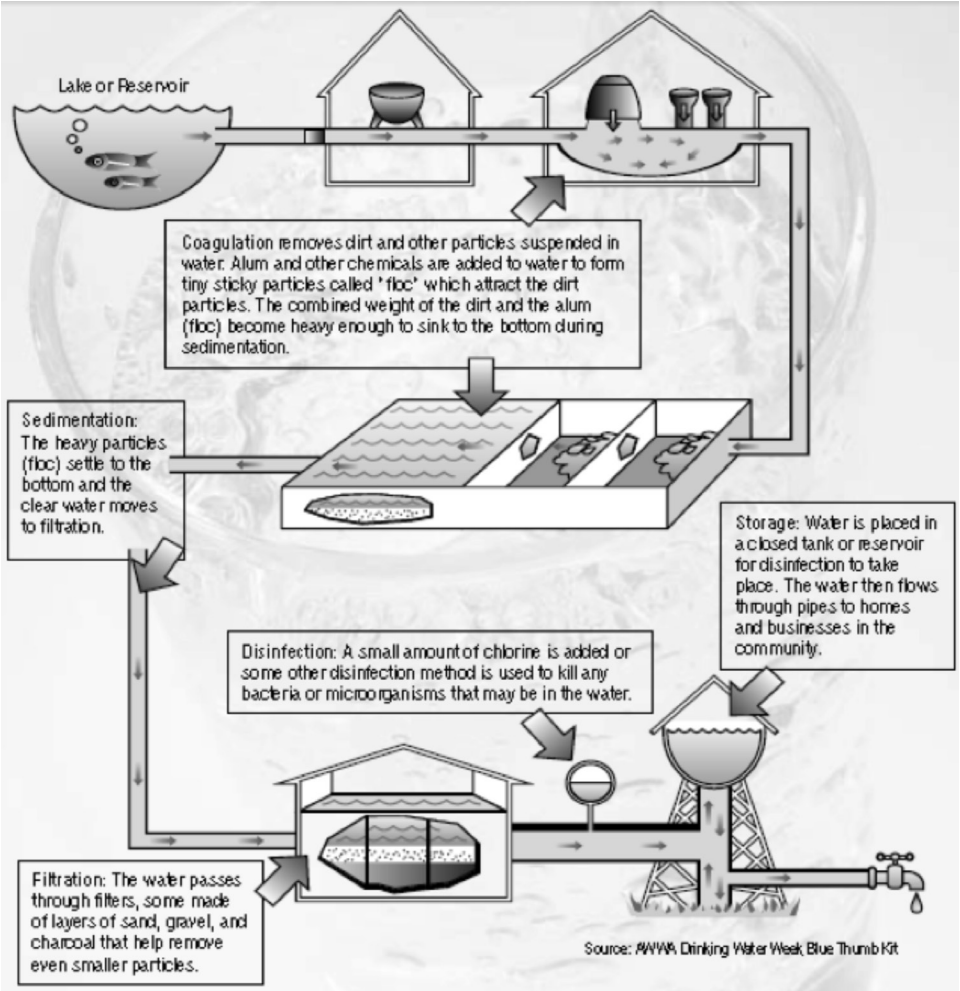 Lake or Reservoir
Coagulation removes dirt and other particles suspended in
water. Alum and other chemicals are added to water to form
tiny sticky particles called "floc" which attract the dirt
particles. The combined weight of the dirt and the alum
(floc) become heavy enough to sink to the bottom during
sedimentation.
Sedimentation:
The heavy particles
(floc) settle to the
bottom and the
clear water moves
to filtration.
Storage: Water is placed in
a closed tank or reservoir
for disinfection to take
place. The water then flows
through pipes to homes
and businesses in the
community.
Disinfection: A small amount of chlorine is added or
some other disinfection method is used to kill any
bacteria or microorganisms that may be in the water.
Filtration: The water passes
through filters, some made
of layers of sand, gravel, and
charcoal that help remove
even smaller particles.
Source: AWWA Drinking Water Week Blue Thumb Kit